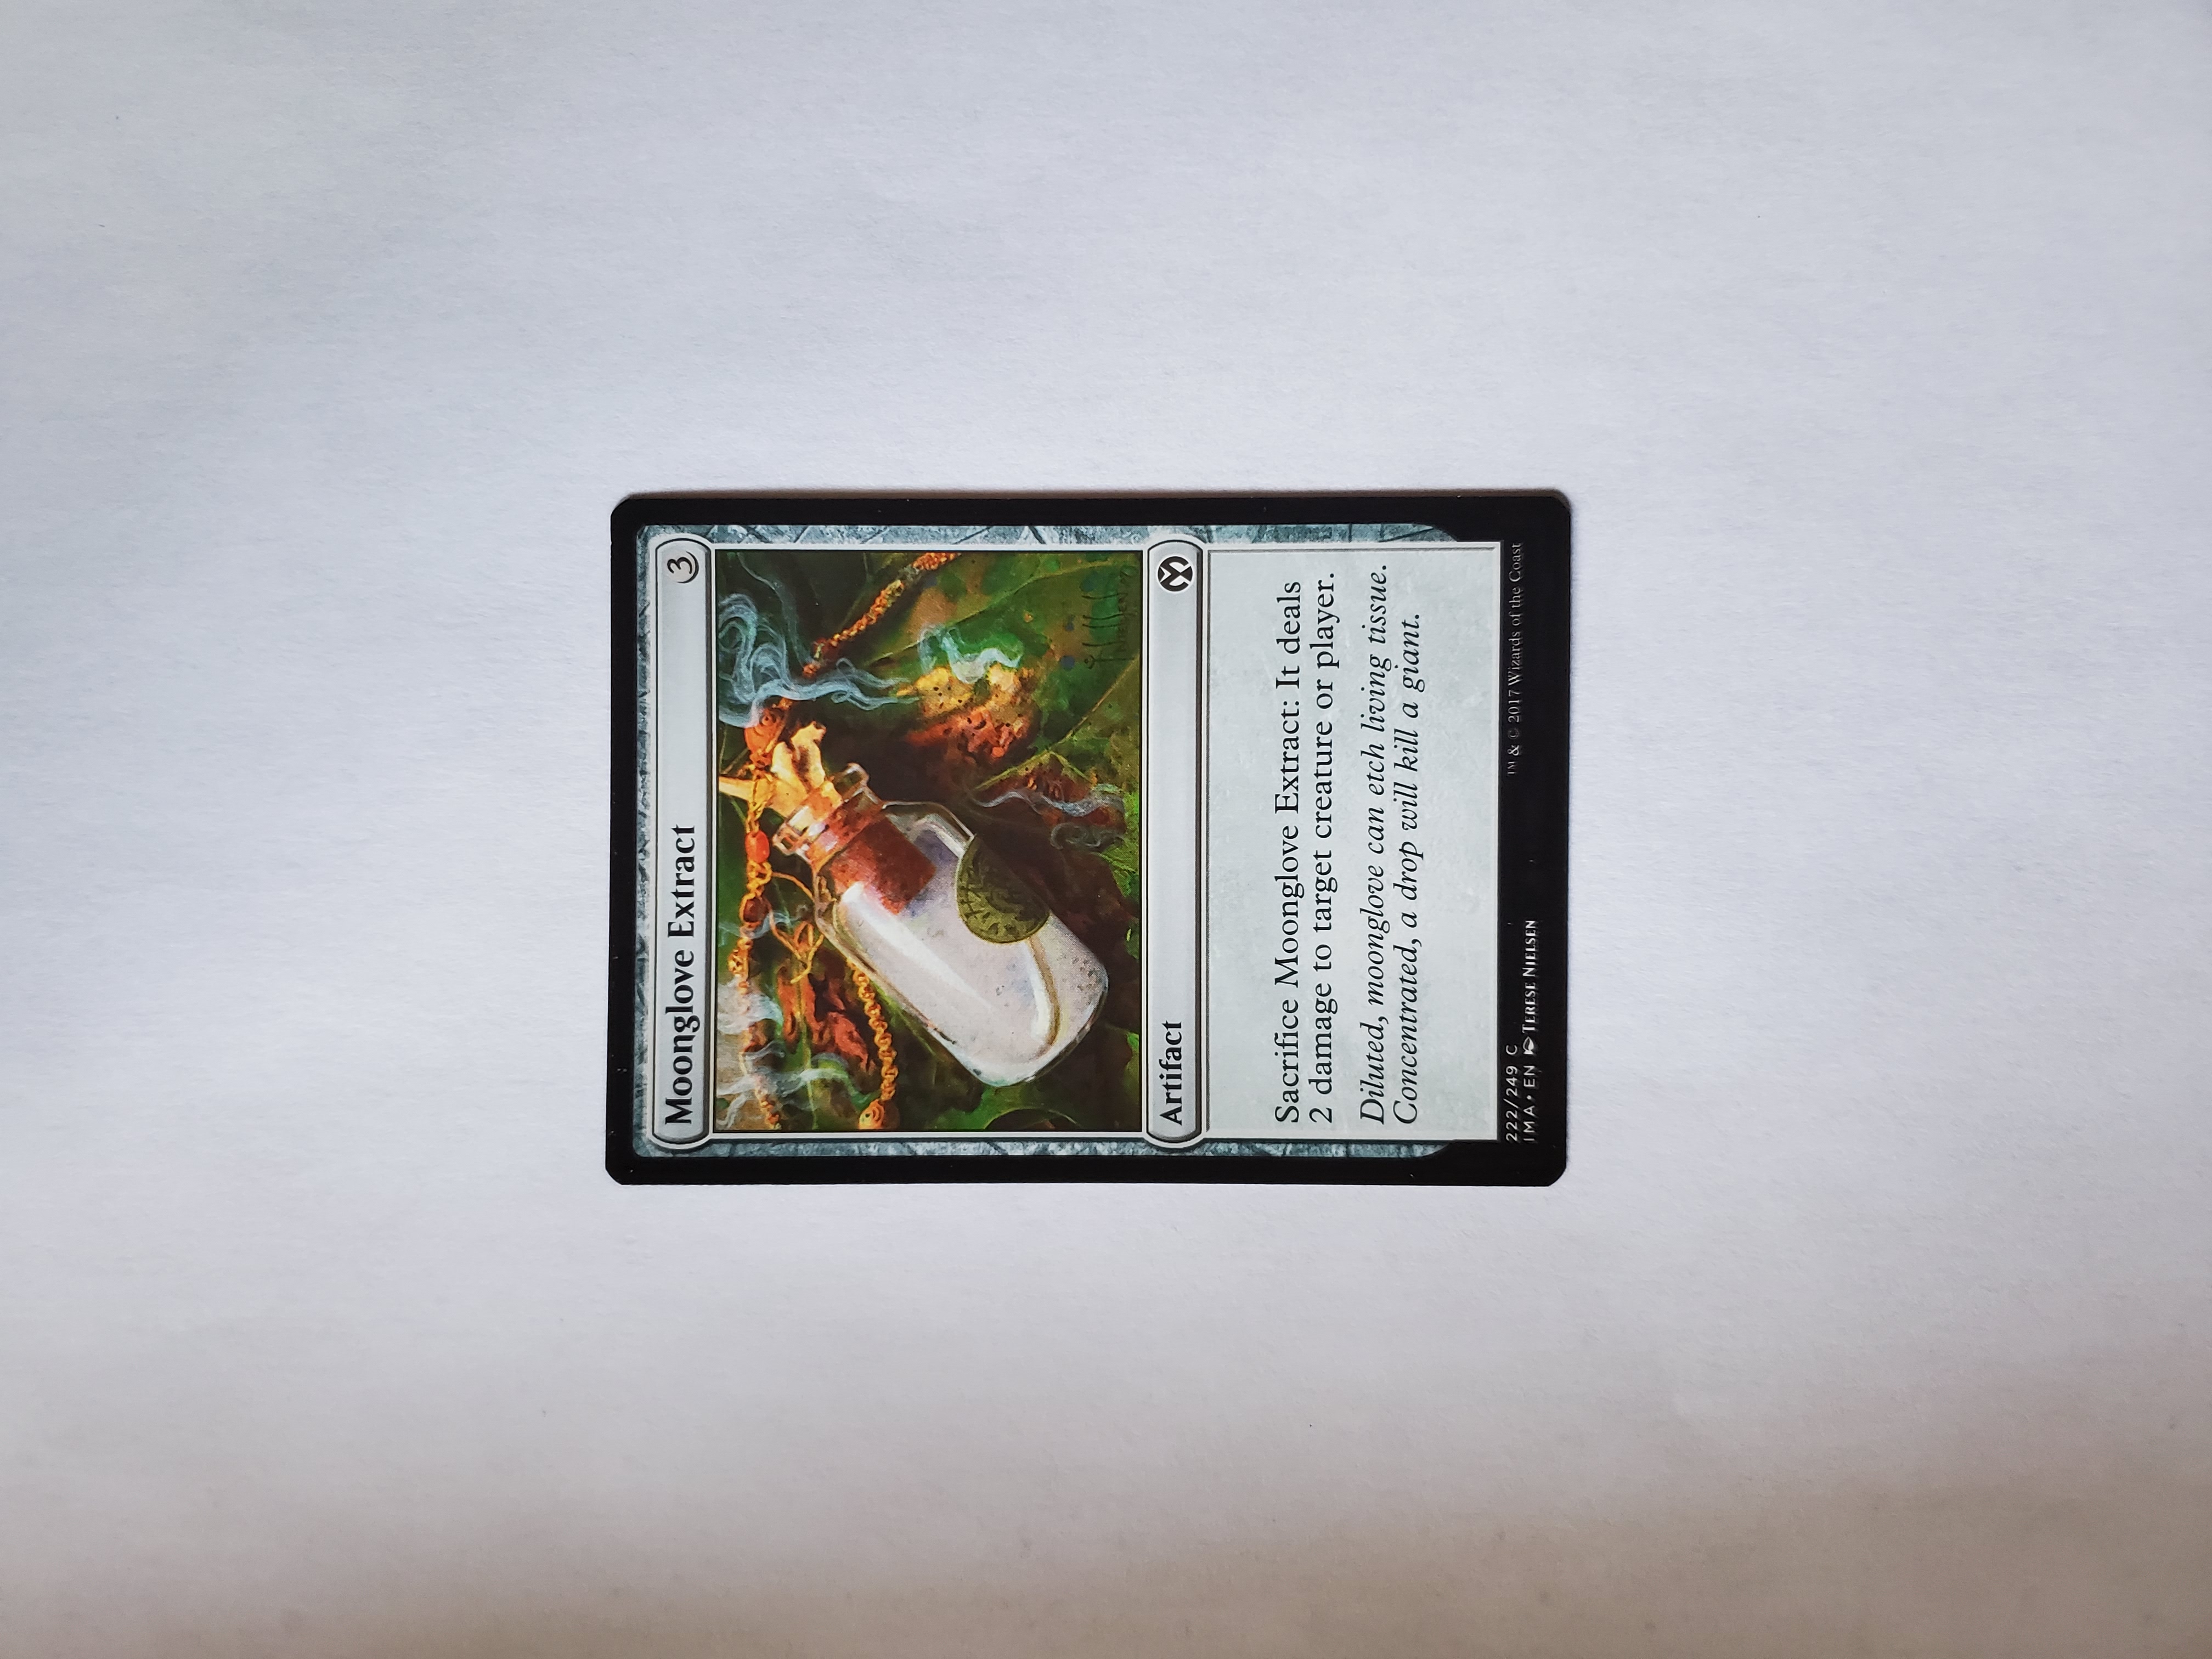 Moonglove Extract 3
Artifact
Sacrifice Moonglove Extract: It deals
2 damage to target creature or player.
Diluted, moonglove can etch living tissue.
Concentrated, a drop will kill a giant.
222/249 C
IMA • EN Terese Nielsen
™ & © 2017 Wizards of the Coast